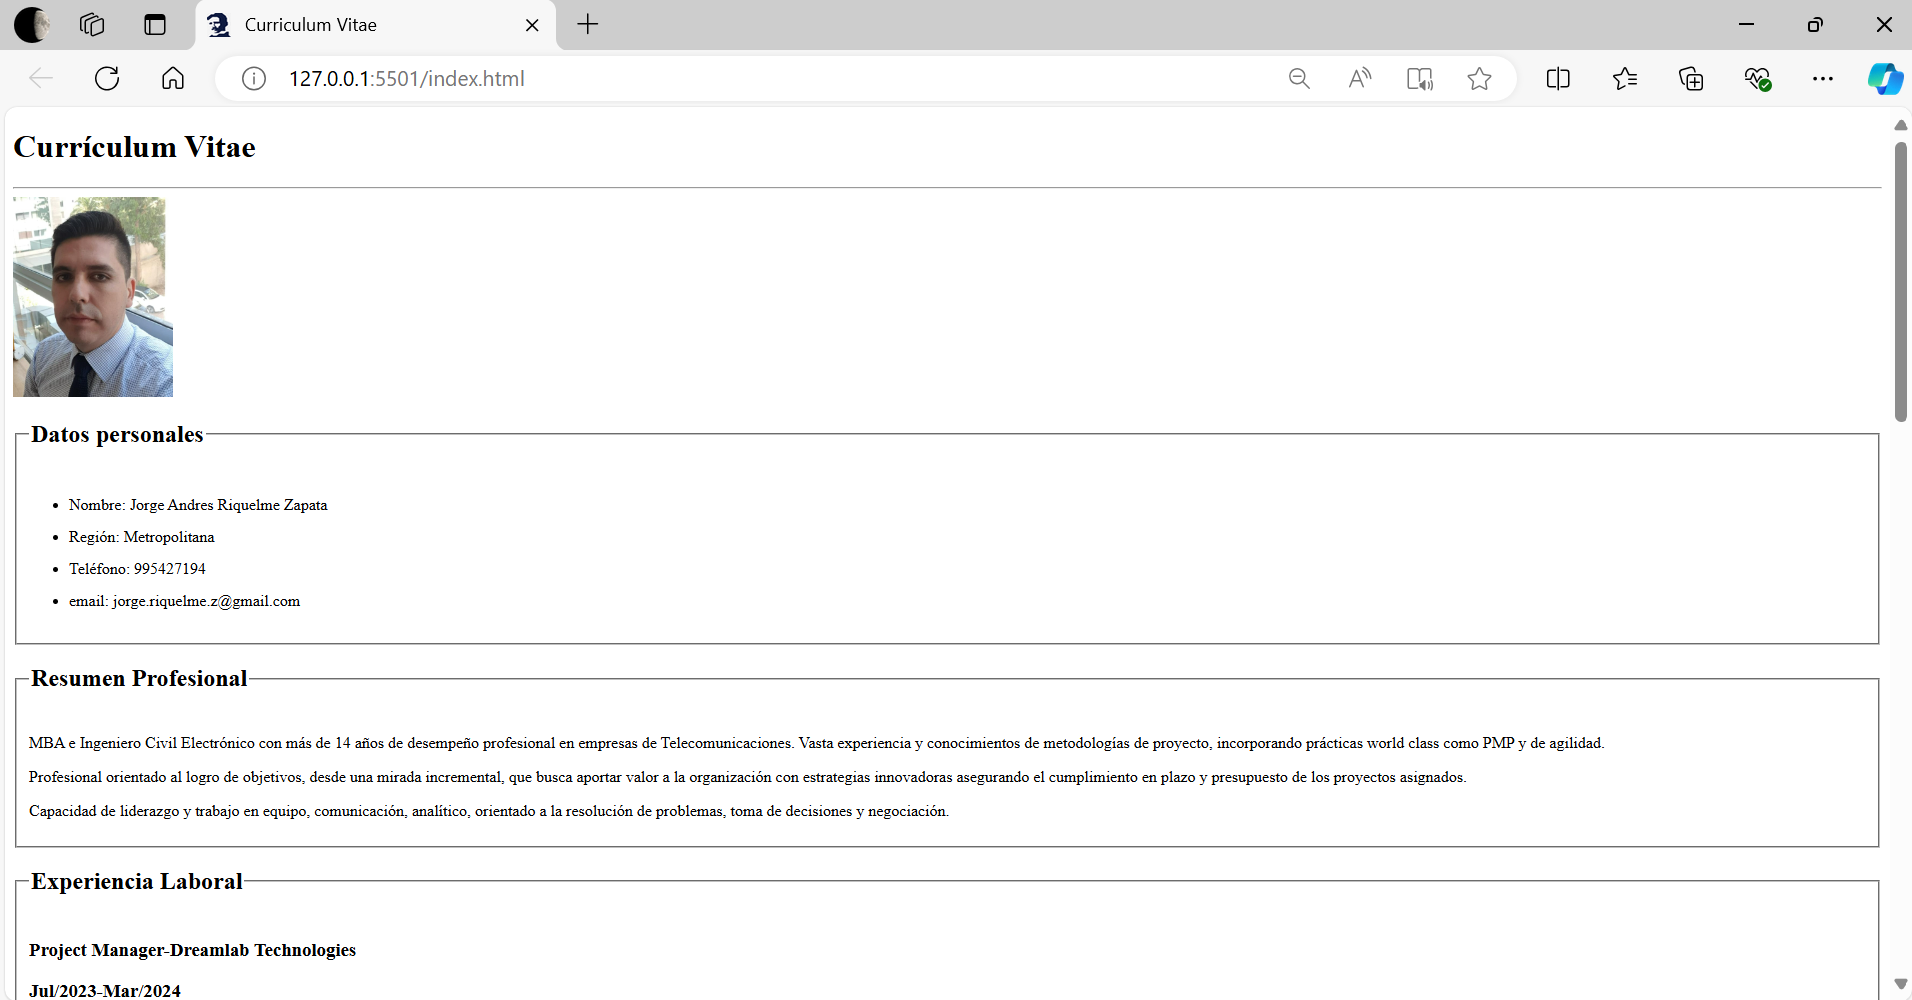 Curriculum Vitae
127.0.0.1:5501/index.html
Currículum Vitae
Datos personales
Nombre: Jorge Andres Riquelme Zapata
Región: Metropolitana
Teléfono: 995427194
email: jorge.riquelme.z@gmail.com
Resumen Profesional
MBA e Ingeniero Civil Electrónico con más de 14 años de desempeño profesional en empresas de Telecomunicaciones. Vasta experiencia y conocimientos de metodologías de proyecto, incorporando prácticas world class como PMP y de agilidad.
Profesional orientado al logro de objetivos, desde una mirada incremental, que busca aportar valor a la organización con estrategias innovadoras asegurando el cumplimiento en plazo y presupuesto de los proyectos asignados.
Capacidad de liderazgo y trabajo en equipo, comunicación, analítico, orientado a la resolución de problemas, toma de decisiones y negociación.
Experiencia Laboral
Project Manager-Dreamlab Technologies
Jul/2023-Mar/2024